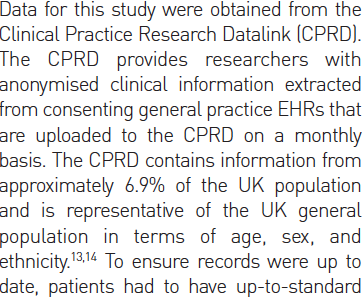 Data for this study were obtained from the
Clinical Practice Research Datalink (CPRD).
The CPRD provides researchers with
anonymised clinical information extracted
from consenting general practice EHRs that
are uploaded to the CPRD on a monthly
basis. The CPRD contains information from
approximately 6.9% of the UK population
and is representative of the UK general
population in terms of age, sex, and
ethnicity.13,14 To ensure records were up to
date, patients had to have up-to-standard